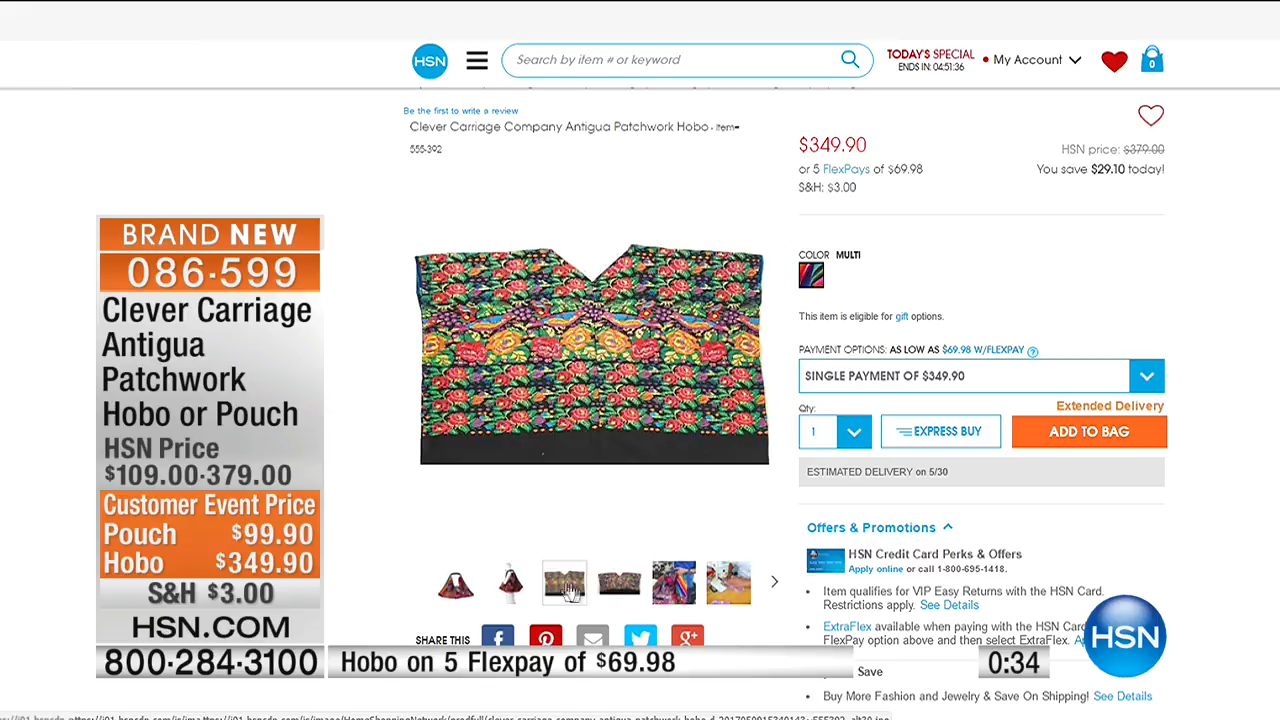 HSN
Search by item # or keyword
TODAY'S SPECIAL
ENDS IN: 04:51:36
My Account
0
Be the first to write a review
Clever Carriage Company Antigua Patchwork Hobo - Item#
555-392
$349.90
HSN price: $379.00
or 5 FlexPays of $69.98
You save $29.10 today!
S&H: $3.00
BRAND NEW
086-599
Clever Carriage
Antigua
Patchwork
Hobo or Pouch
HSN Price
$109.00-379.00
Customer Event Price
Pouch $99.90
Hobo $349.90
S&H $3.00
HSN.COM
800-284-3100
COLOR MULTI
This item is eligible for gift options.
PAYMENT OPTIONS: AS LOW AS $69.98 W/FLEXPAY ?
SINGLE PAYMENT OF $349.90
Extended Delivery
Qty:
1
EXPRESS BUY
ADD TO BAG
ESTIMATED DELIVERY on 5/30
Offers & Promotions
HSN Credit Card Perks & Offers
Apply online or call 1-800-695-1418.
Item qualifies for VIP Easy Returns with the HSN Card.
Restrictions apply. See Details
ExtraFlex available when paying with the HSN Card
FlexPay option above and then select ExtraFlex.
SHARE THIS
Hobo on 5 Flexpay of $69.98
0:34
HSN
Save
Buy More Fashion and Jewelry & Save On Shipping! See Details